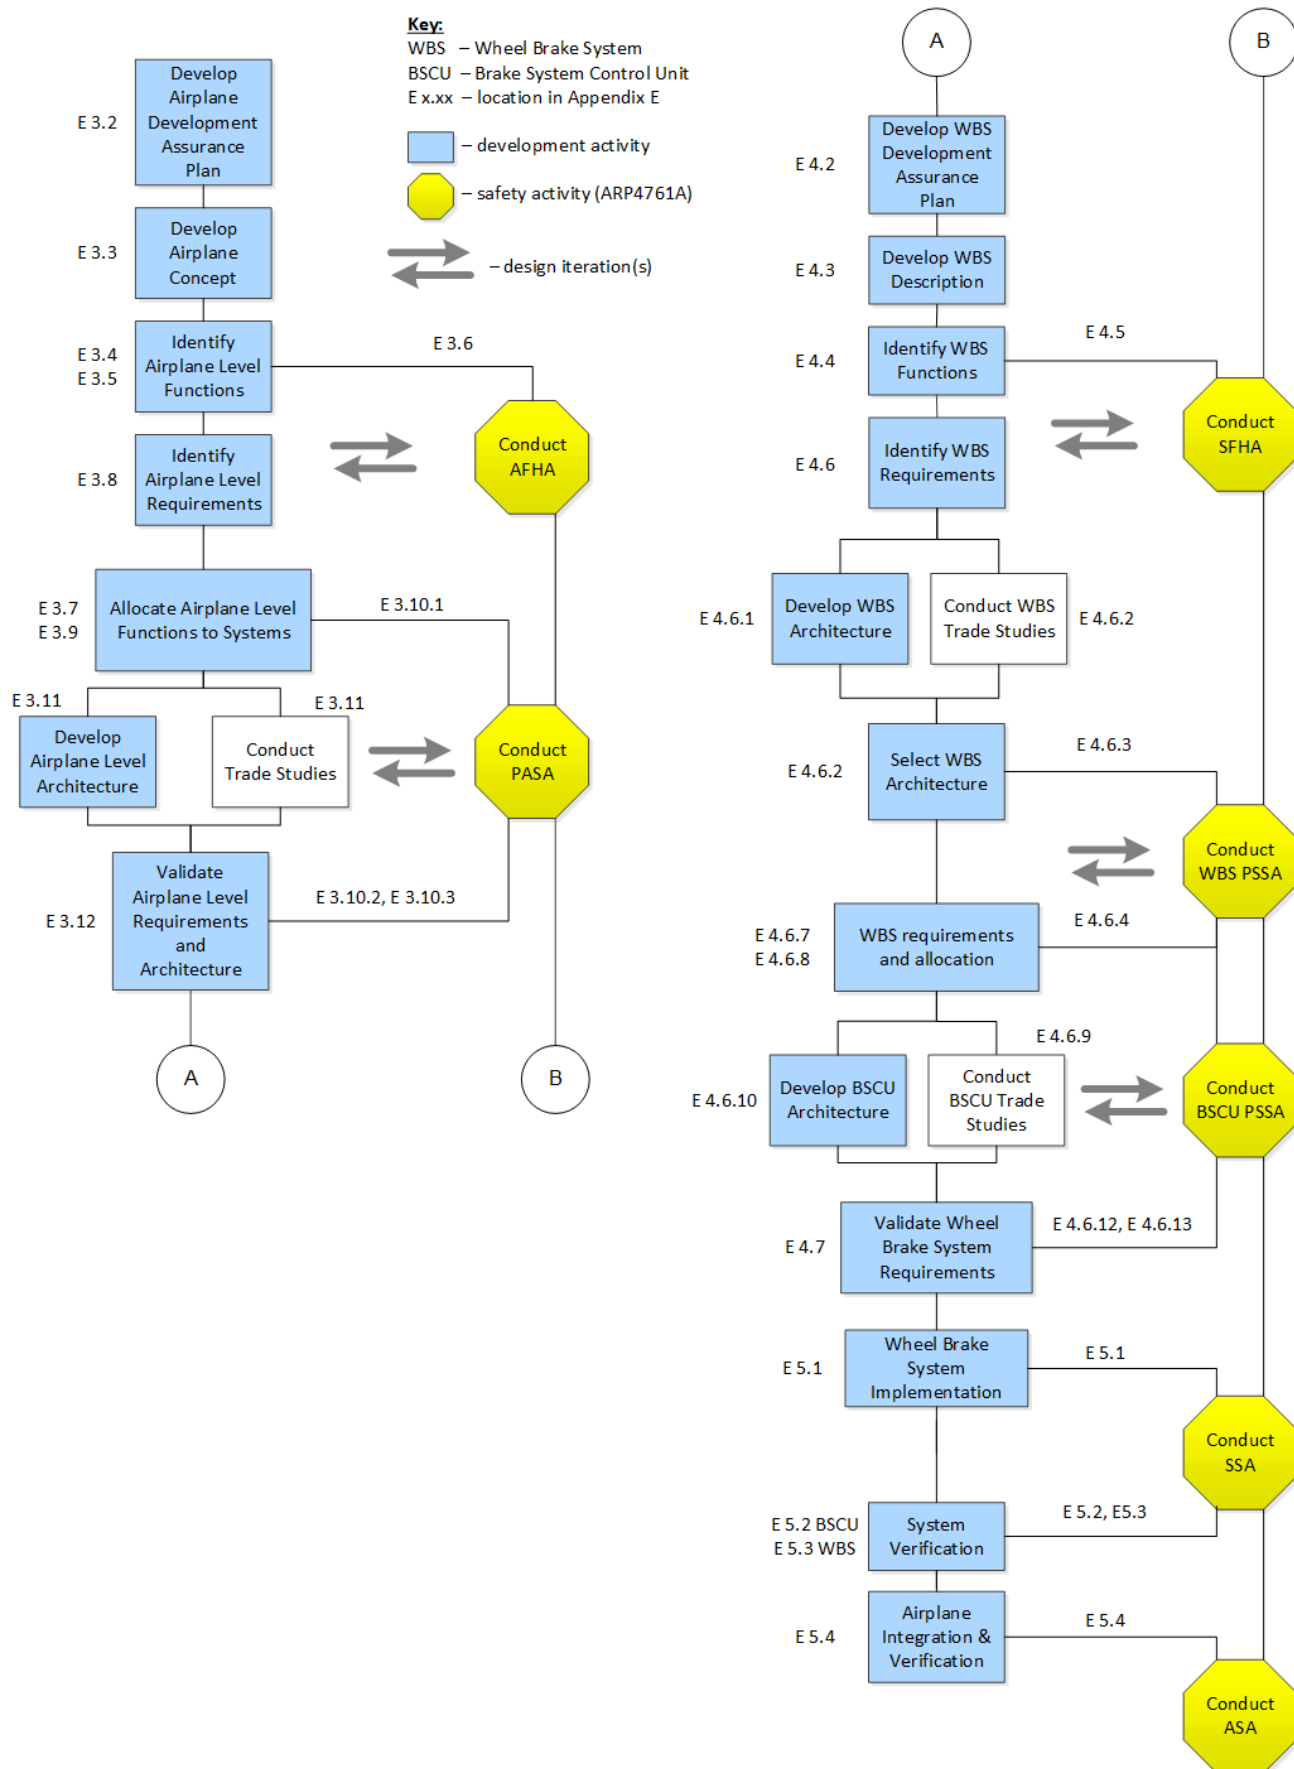 Key:
WBS – Wheel Brake System
BSCU – Brake System Control Unit
E x.xx – location in Appendix E
– development activity
– safety activity (ARP4761A)
– design iteration(s)
E 3.2
Develop
Airplane
Development
Assurance
Plan
E 3.3
Develop
Airplane
Concept
E 3.4
E 3.5
Identify
Airplane Level
Functions
E 3.6
E 3.8
Identify
Airplane Level
Requirements
Conduct
AFHA
E 3.7
E 3.9
Allocate Airplane Level
Functions to Systems
E 3.10.1
E 3.11
E 3.11
Develop
Airplane Level
Architecture
Conduct
Trade Studies
Conduct
PASA
E 3.12
Validate
Airplane Level
Requirements
and
Architecture
E 3.10.2, E 3.10.3
A
B
A
B
E 4.2
Develop WBS
Development
Assurance
Plan
E 4.3
Develop WBS
Description
E 4.4
Identify WBS
Functions
E 4.5
Conduct
SFHA
E 4.6
Identify WBS
Requirements
E 4.6.1
Develop WBS
Architecture
Conduct WBS
Trade Studies
E 4.6.2
E 4.6.2
Select WBS
Architecture
E 4.6.3
Conduct
WBS PSSA
E 4.6.7
E 4.6.8
WBS requirements
and allocation
E 4.6.4
E 4.6.9
E 4.6.10
Develop BSCU
Architecture
Conduct
BSCU Trade
Studies
Conduct
BSCU PSSA
E 4.7
Validate Wheel
Brake System
Requirements
E 4.6.12, E 4.6.13
E 5.1
Wheel Brake
System
Implementation
E 5.1
Conduct
SSA
E 5.2 BSCU
E 5.3 WBS
System
Verification
E 5.2, E5.3
E 5.4
Airplane
Integration &
Verification
E 5.4
Conduct
ASA